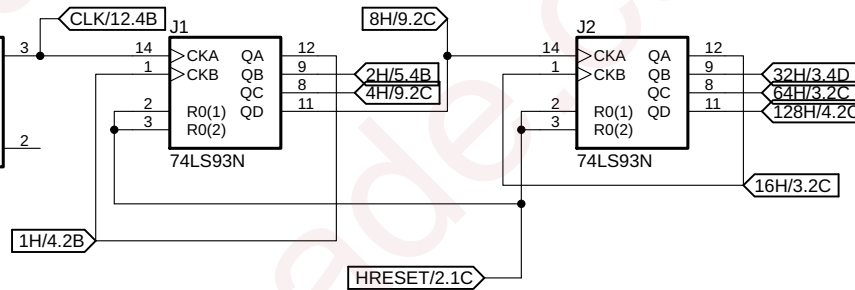 CLK/12.4B
J1
8H/9.2C
J2
3
14
CKA
QA
12
14
CKA
QA
12
1
CKB
QB
9
2H/5.4B
1
CKB
QB
9
32H/3.4D
QC
8
4H/9.2C
QC
8
64H/3.2C
2
R0(1)
QD
11
2
R0(1)
QD
11
128H/4.2C
3
R0(2)
3
R0(2)
2
74LS93N
74LS93N
16H/3.2C
1H/4.2B
HRESET/2.1C
ade.c